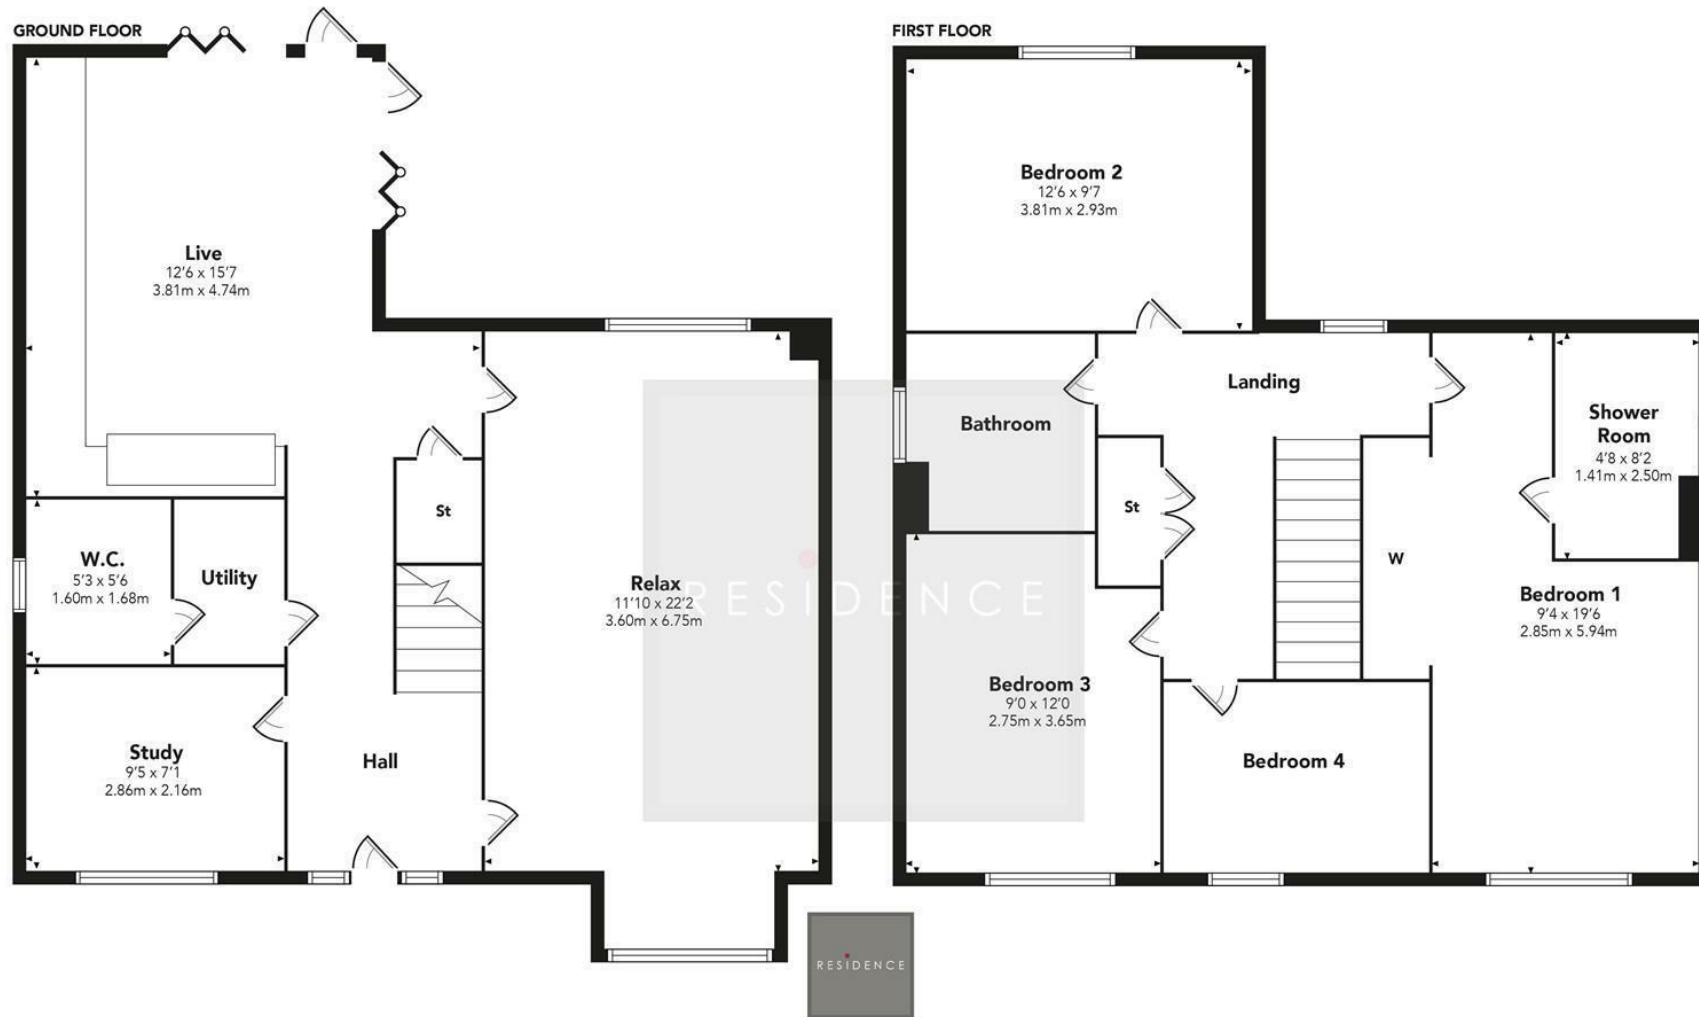 GROUND FLOOR
Live
12'6 x 15'7
3.81m x 4.74m
St
W.C.
5'3 x 5'6
1.60m x 1.68m
Utility
Relax
11'10 x 22'2
3.60m x 6.75m
Study
9'5 x 7'1
2.86m x 2.16m
Hall
FIRST FLOOR
Bedroom 2
12'6 x 9'7
3.81m x 2.93m
Landing
Bathroom
Shower
Room
4'8 x 8'2
1.41m x 2.50m
St
W
Bedroom 1
9'4 x 19'6
2.85m x 5.94m
Bedroom 3
9'0 x 12'0
2.75m x 3.65m
Bedroom 4
RESIDENCE
RESIDENCE